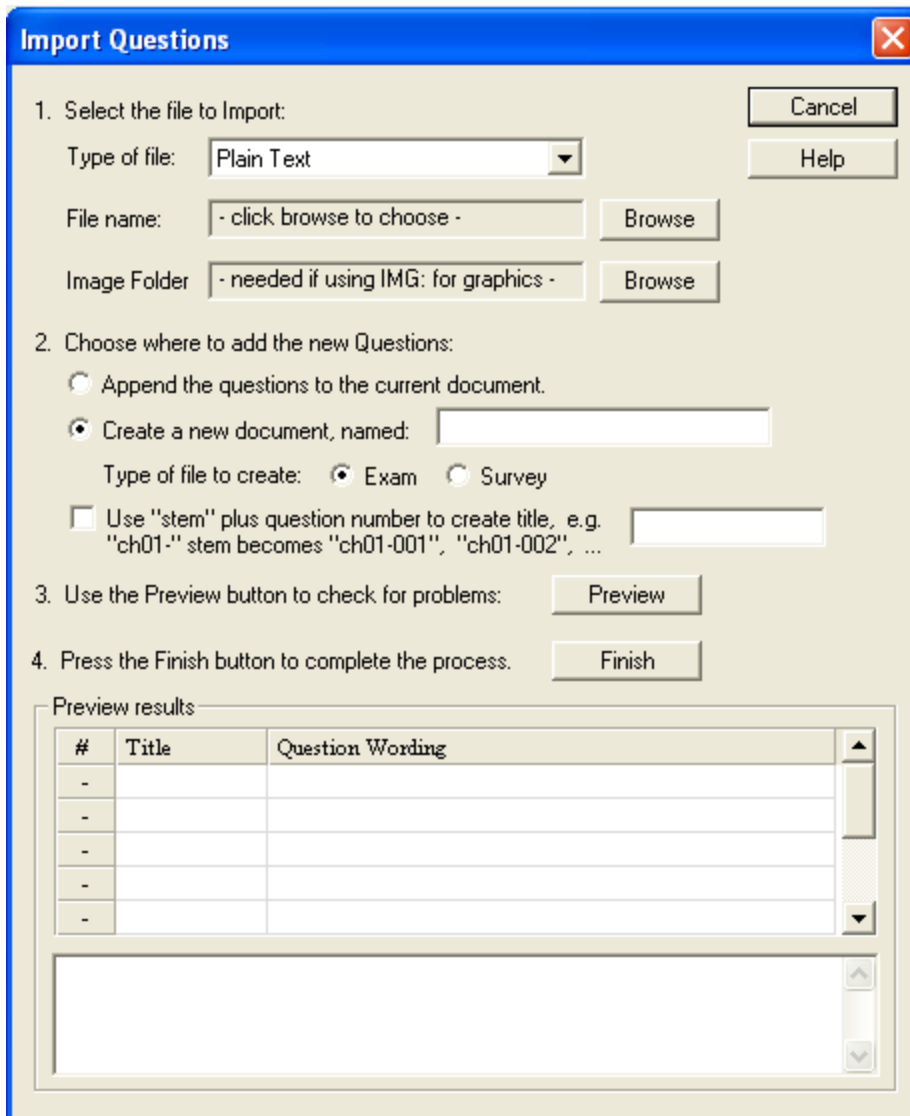 Import Questions
1. Select the file to Import:
Cancel
Type of file: Plain Text
Help
File name: - click browse to choose - Browse
Image Folder - needed if using IMG: for graphics - Browse
2. Choose where to add the new Questions:
Append the questions to the current document.
Create a new document, named:
Type of file to create: Exam Survey
Use "stem" plus question number to create title, e.g.
"ch01-" stem becomes "ch01-001", "ch01-002", ...
3. Use the Preview button to check for problems: Preview
4. Press the Finish button to complete the process. Finish
Preview results
# Title Question Wording
-
-
-
-
-